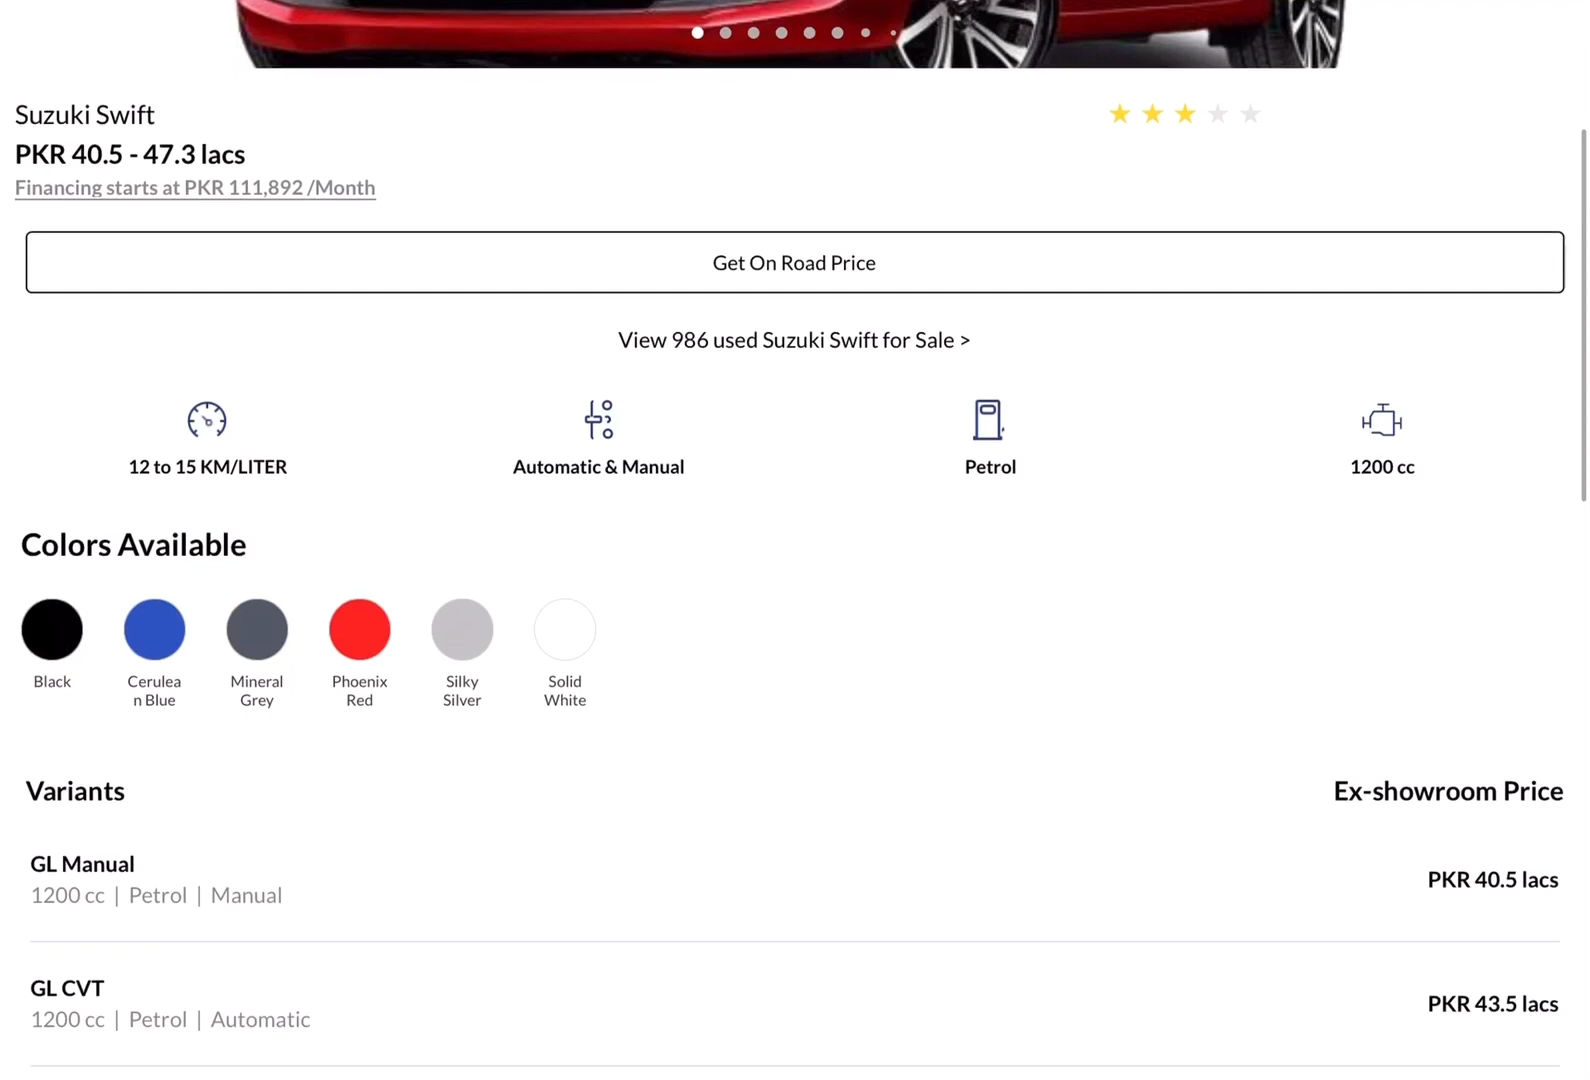 Suzuki Swift
PKR 40.5 - 47.3 lacs
Financing starts at PKR 111,892 /Month
Get On Road Price
View 986 used Suzuki Swift for Sale >
12 to 15 KM/LITER
Automatic & Manual
Petrol
1200 cc
Colors Available
Black
Cerulea
n Blue
Mineral
Grey
Phoenix
Red
Silky
Silver
Solid
White
Variants
Ex-showroom Price
GL Manual
1200 cc | Petrol | Manual
PKR 40.5 lacs
GL CVT
1200 cc | Petrol | Automatic
PKR 43.5 lacs